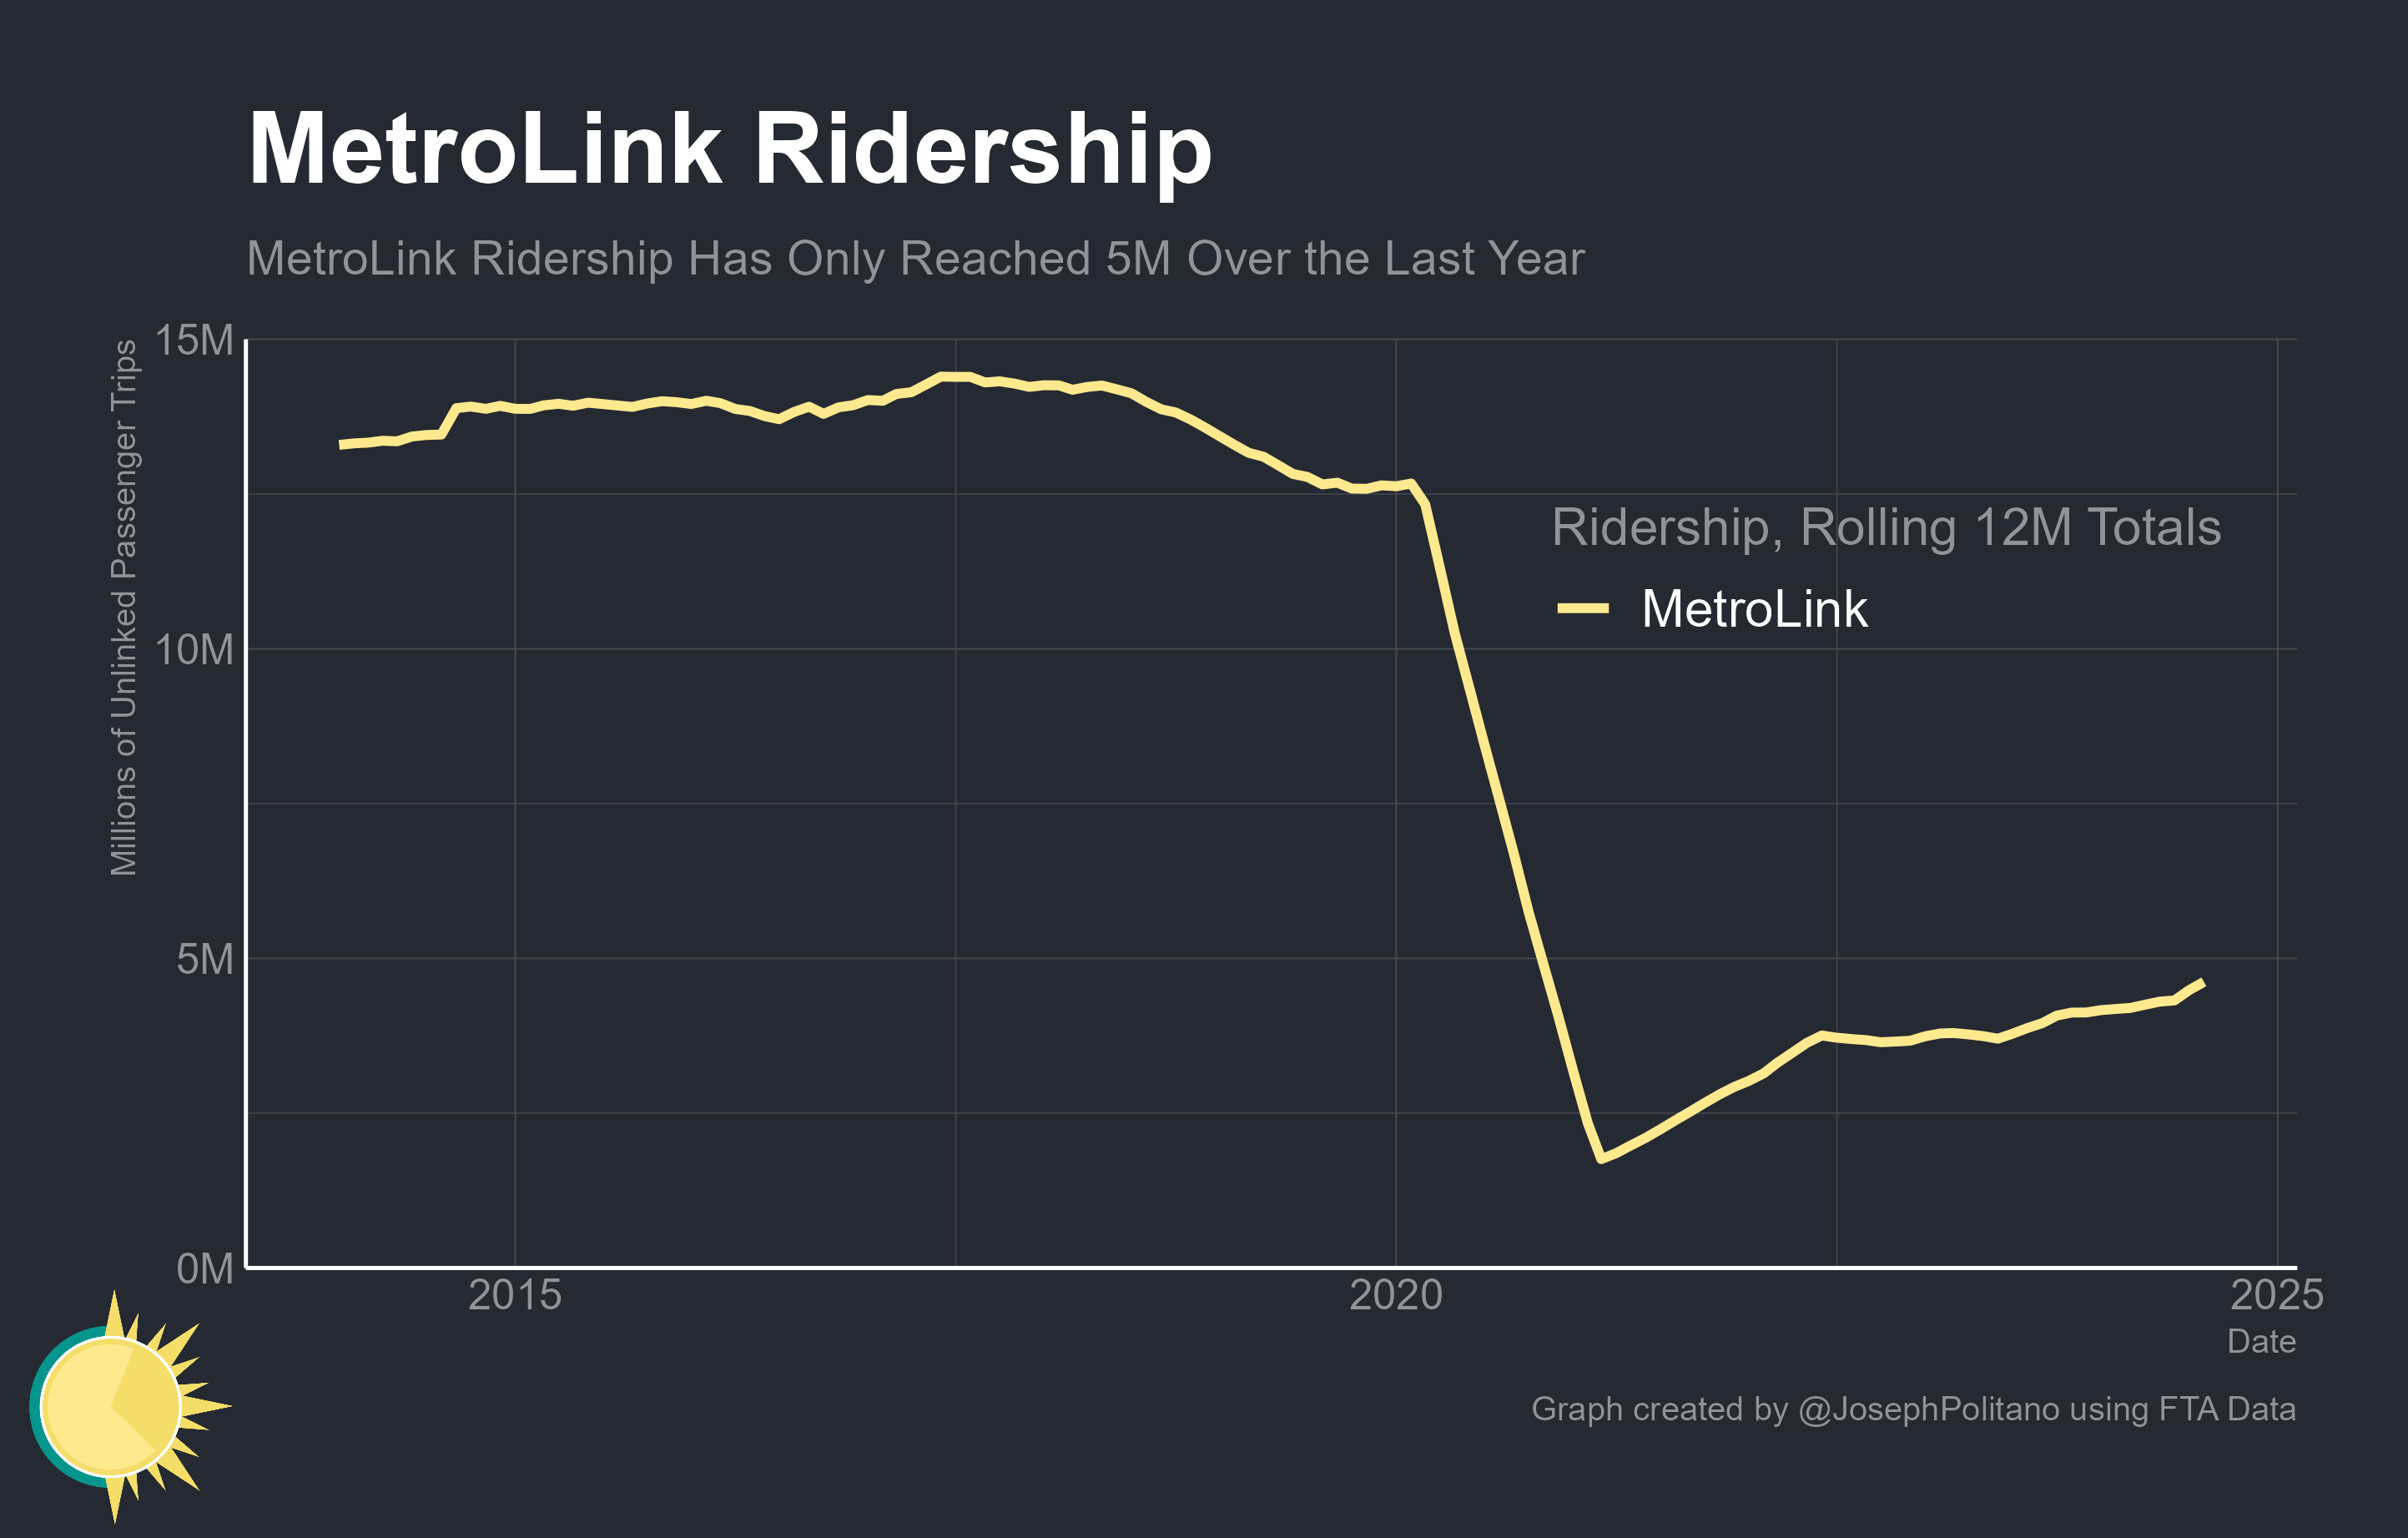 MetroLink Ridership
MetroLink Ridership Has Only Reached 5M Over the Last Year
Millions of Unlinked Passenger Trips
15M
10M
5M
0M
Ridership, Rolling 12M Totals
MetroLink
2015
2020
2025
Date
Graph created by @JosephPolitano using FTA Data